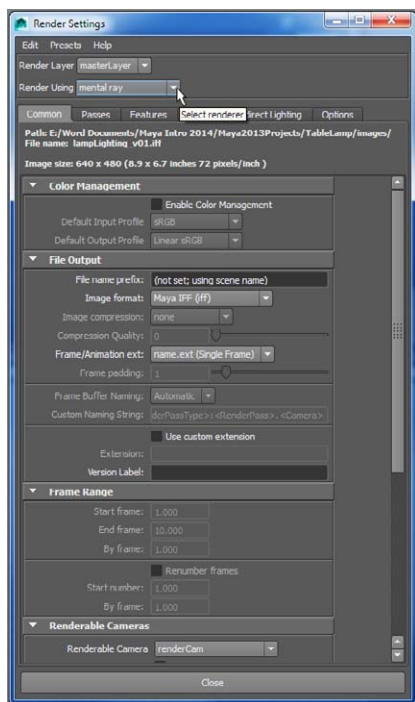 Render Settings
Edit Presets Help
Render Layer masterLayer
Render Using mental ray
Common Passes Features Select renderer direct Lighting Options
Path: E:/Word Documents/Maya Intro 2014/Maya2013Projects/TableLamp/images/
File name: lampLighting_v01.iff
Image size: 640 x 480 (8.9 x 6.7 inches 72 pixels/inch )
Color Management
Enable Color Management
Default Input Profile sRGB
Default Output Profile Linear sRGB
File Output
File name prefix: (not set; using scene name)
Image format: Maya IFF (iff)
Image compression: none
Compression Quality: 0
Frame/Animation ext: name.ext (Single Frame)
Frame padding: 1
Frame Buffer Naming: Automatic
Custom Naming String: derPassType>:<RenderPass>.<Camera>
Use custom extension
Extension:
Version Label:
Frame Range
Start frame: 1.000
End frame: 10.000
By frame: 1.000
Renumber frames
Start number: 1.000
By frame: 1.000
Renderable Cameras
Renderable Camera renderCam
Close